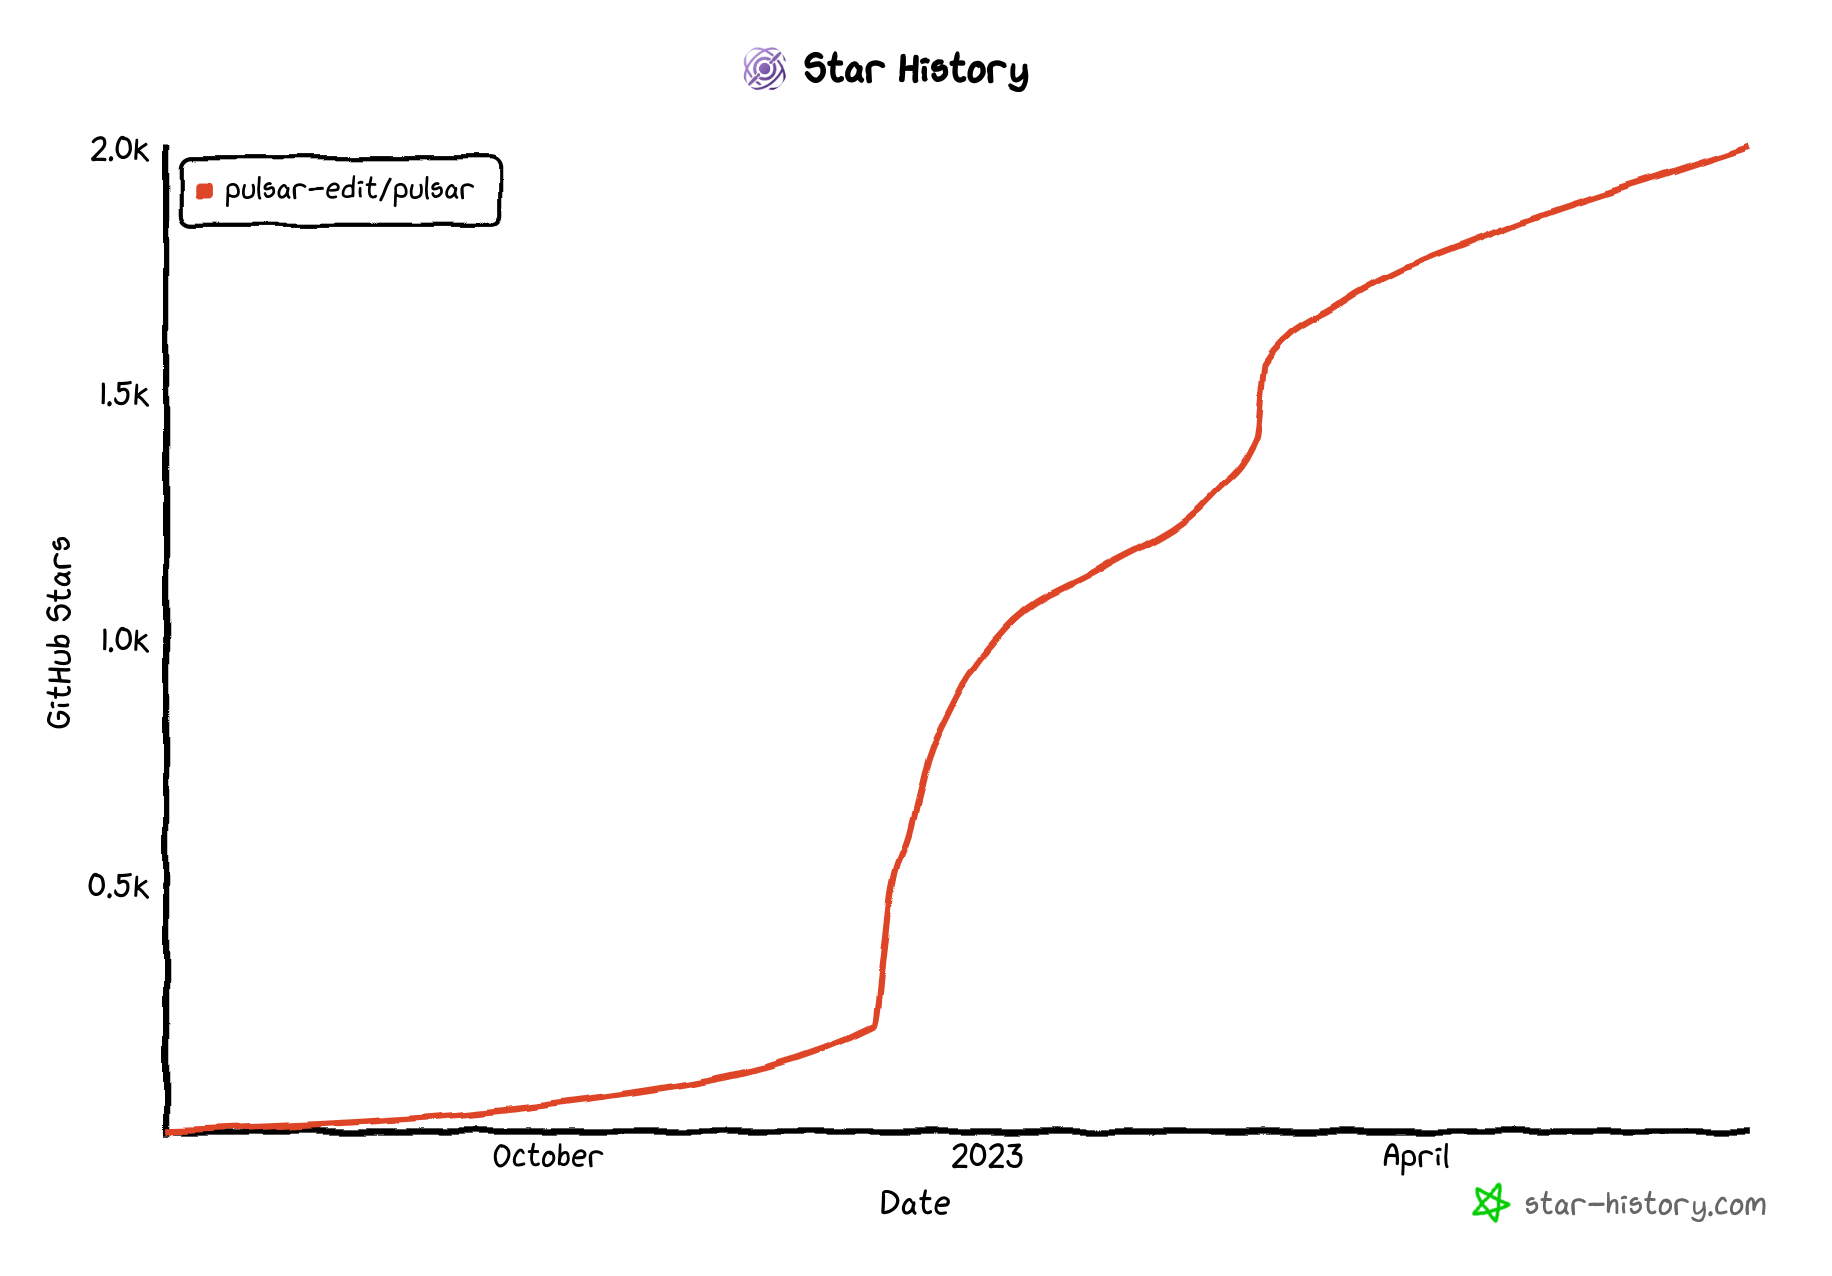 Star History
2.0k
pulsar-edit/pulsar
1.5k
1.0k
0.5k
GitHub Stars
October
2023
April
Date
star-history.com